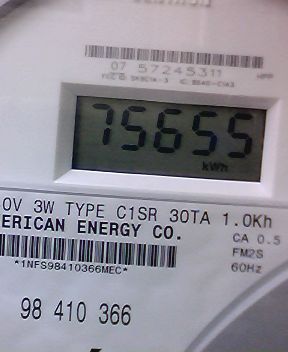 07 57245311
75655
kWh
0V 3W TYPE C1SR 30TA 1.0Kh
ERICAN ENERGY CO.
CA 0.5
FM2S
60Hz
*1NFS98410366MEC*
98 410 366